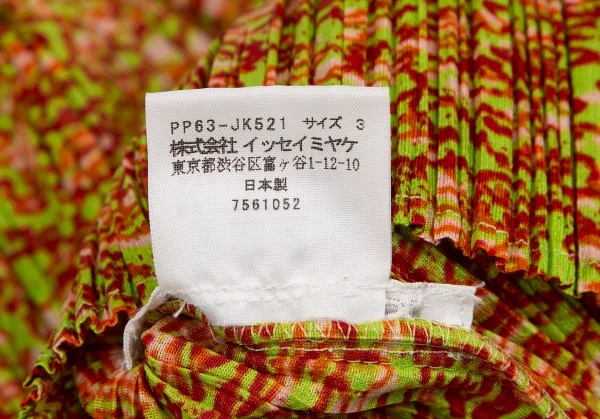 PP63-JK521 サイズ 3
株式会社 イッセイミヤケ
東京都渋谷区富ヶ谷1-12-10
日本製
7561052